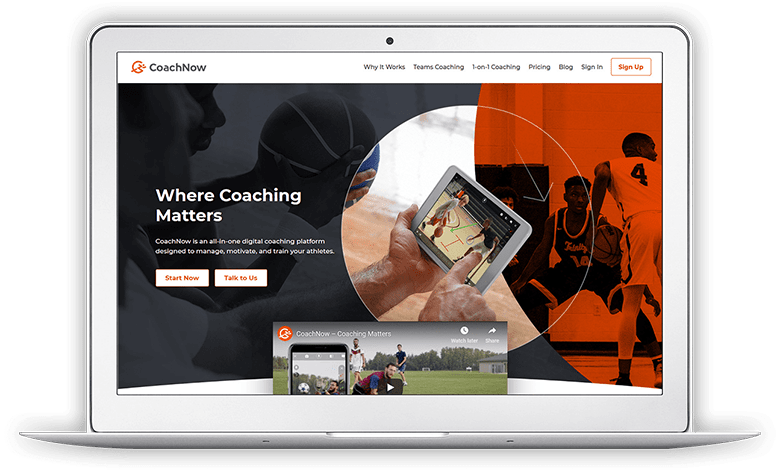 CoachNow
Why It Works Teams Coaching 1-on-1 Coaching Pricing Blog Sign In Sign Up
Where Coaching
Matters
CoachNow is an all-in-one digital coaching platform
designed to manage, motivate, and train your athletes.
Start Now Talk to Us
4
Trinity
10
CoachNow – Coaching Matters
Watch later Share